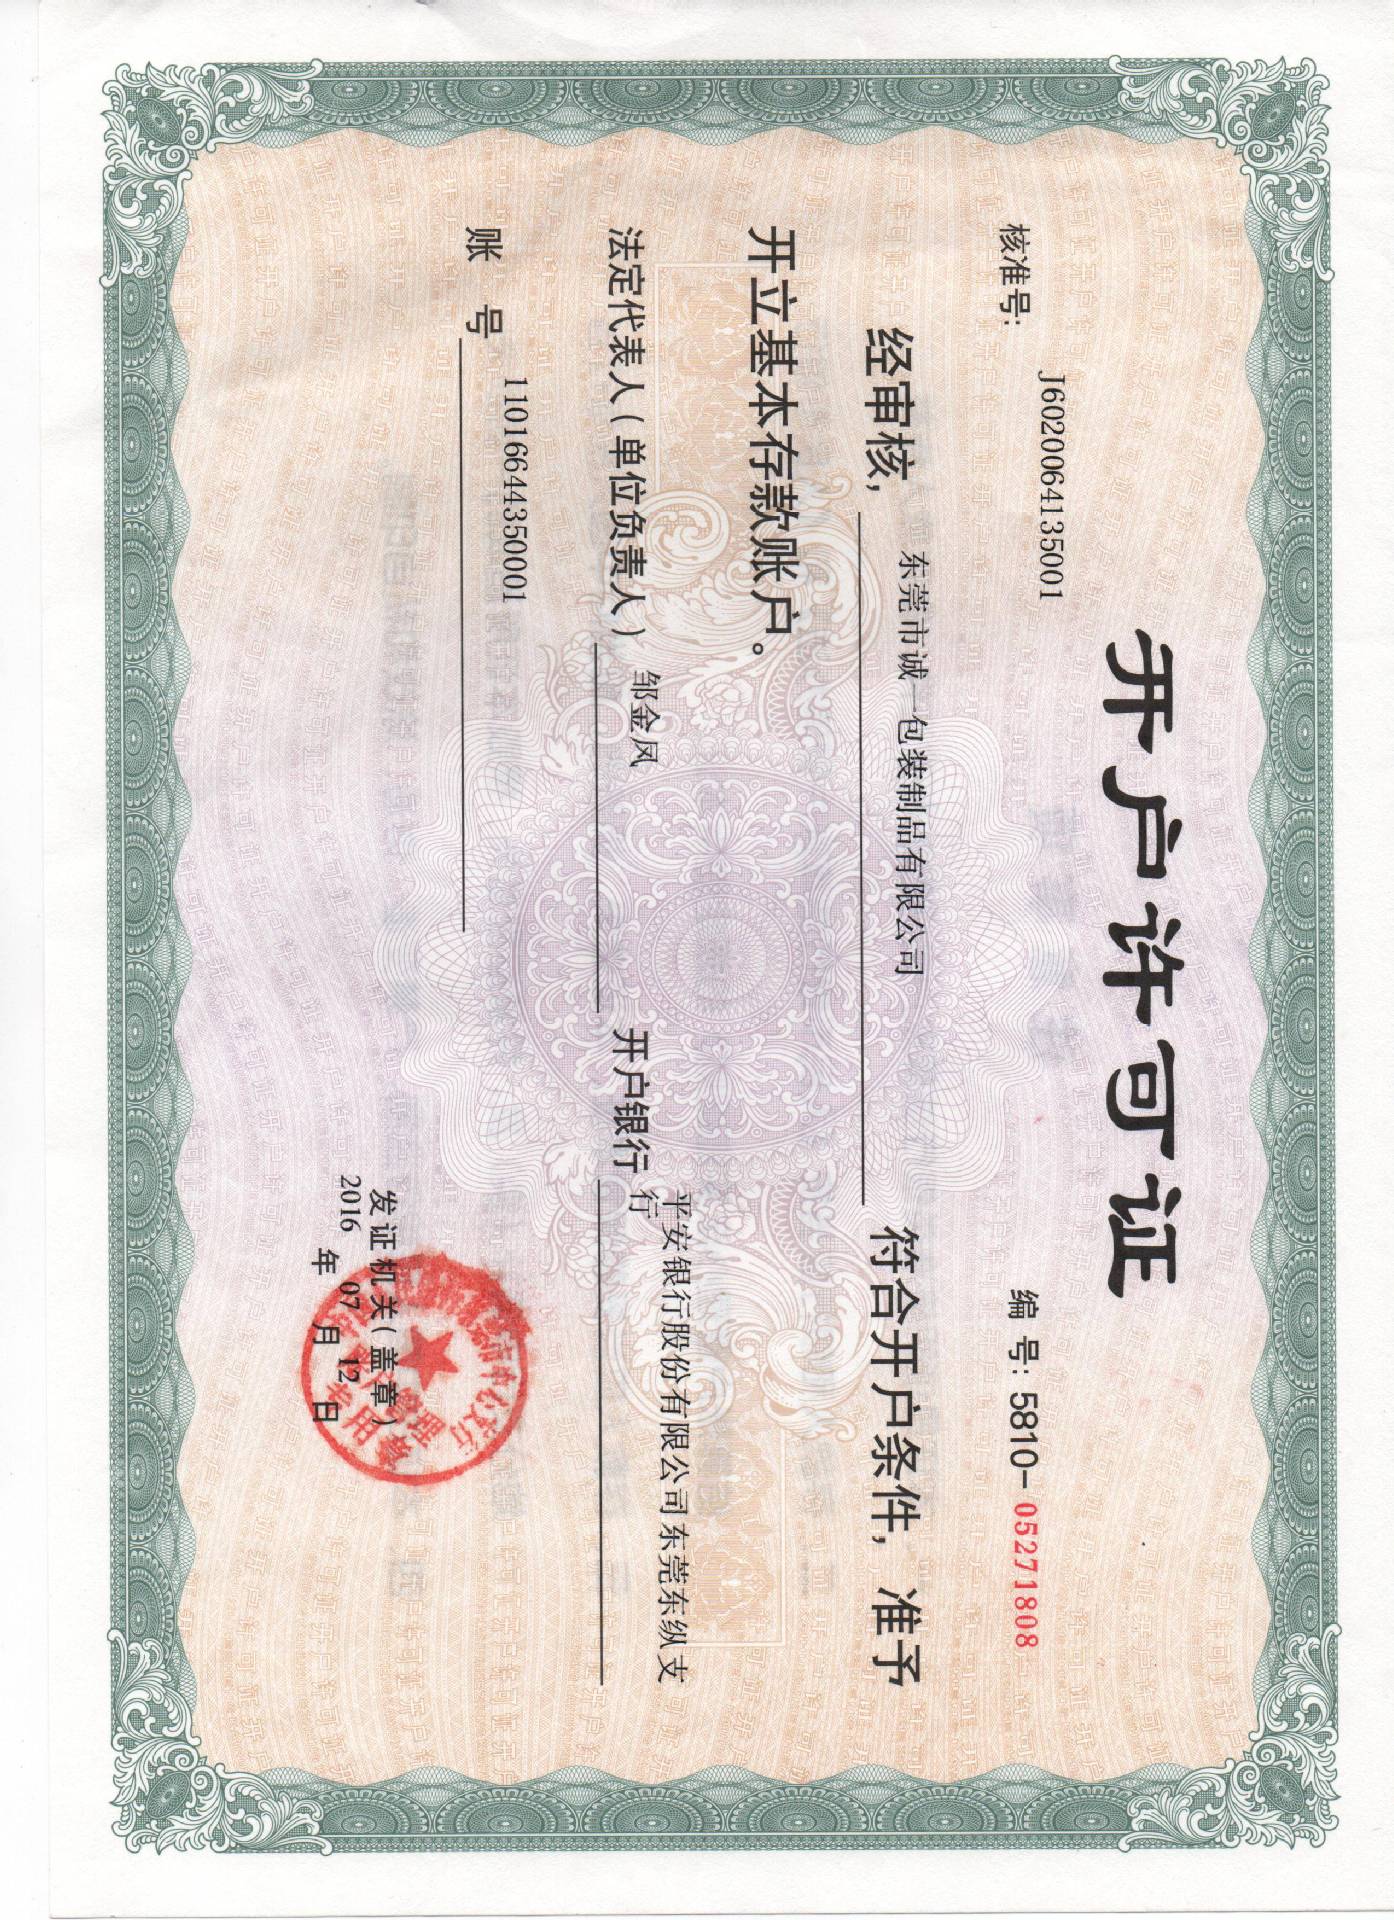 开户许可证
核准号: J6020064135001
编号: 5810-05271808
经审核, 东莞市诚一包装制品有限公司 符合开户条件, 准予
开立基本存款账户。
法定代表人(单位负责人) 邹金凤 开户银行 平安银行股份有限公司东莞东纵支
行
账 号 11016644350001
发证机关(盖章)
2016 年 07 月 12 日